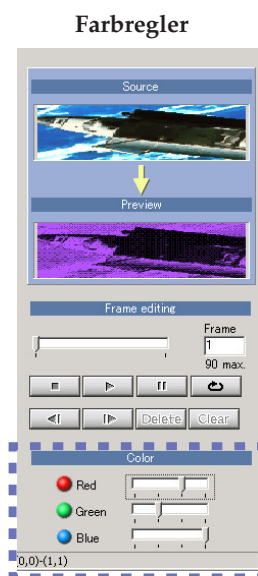 Farbregler
Source
Preview
Frame editing
Frame
1
90 max.
Delete Clear
Color
Red
Green
Blue
0,0)-(1,1)